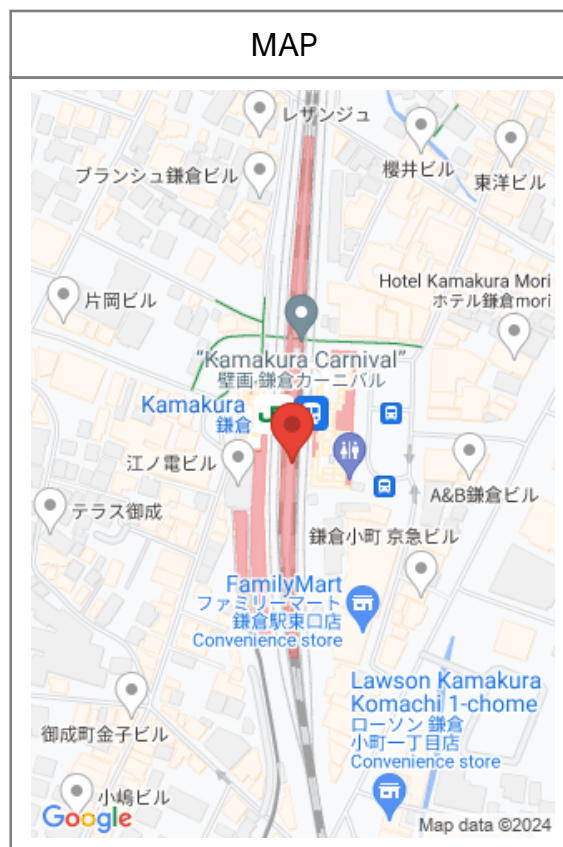 MAP
レザンジュ
ブランシュ鎌倉ビル
櫻井ビル
東洋ビル
片岡ビル
Hotel Kamakura Mori
ホテル鎌倉mori
“Kamakura Carnival”
壁画 鎌倉カーニバル
Kamakura
鎌倉
江ノ電ビル
テラス御成
A&B鎌倉ビル
鎌倉小町 京急ビル
FamilyMart
ファミリーマート
鎌倉駅東口店
Convenience store
Lawson Kamakura
Komachi 1-chome
ローソン 鎌倉
小町一丁目店
Convenience store
御成町金子ビル
小嶋ビル
Google
Map data ©2024